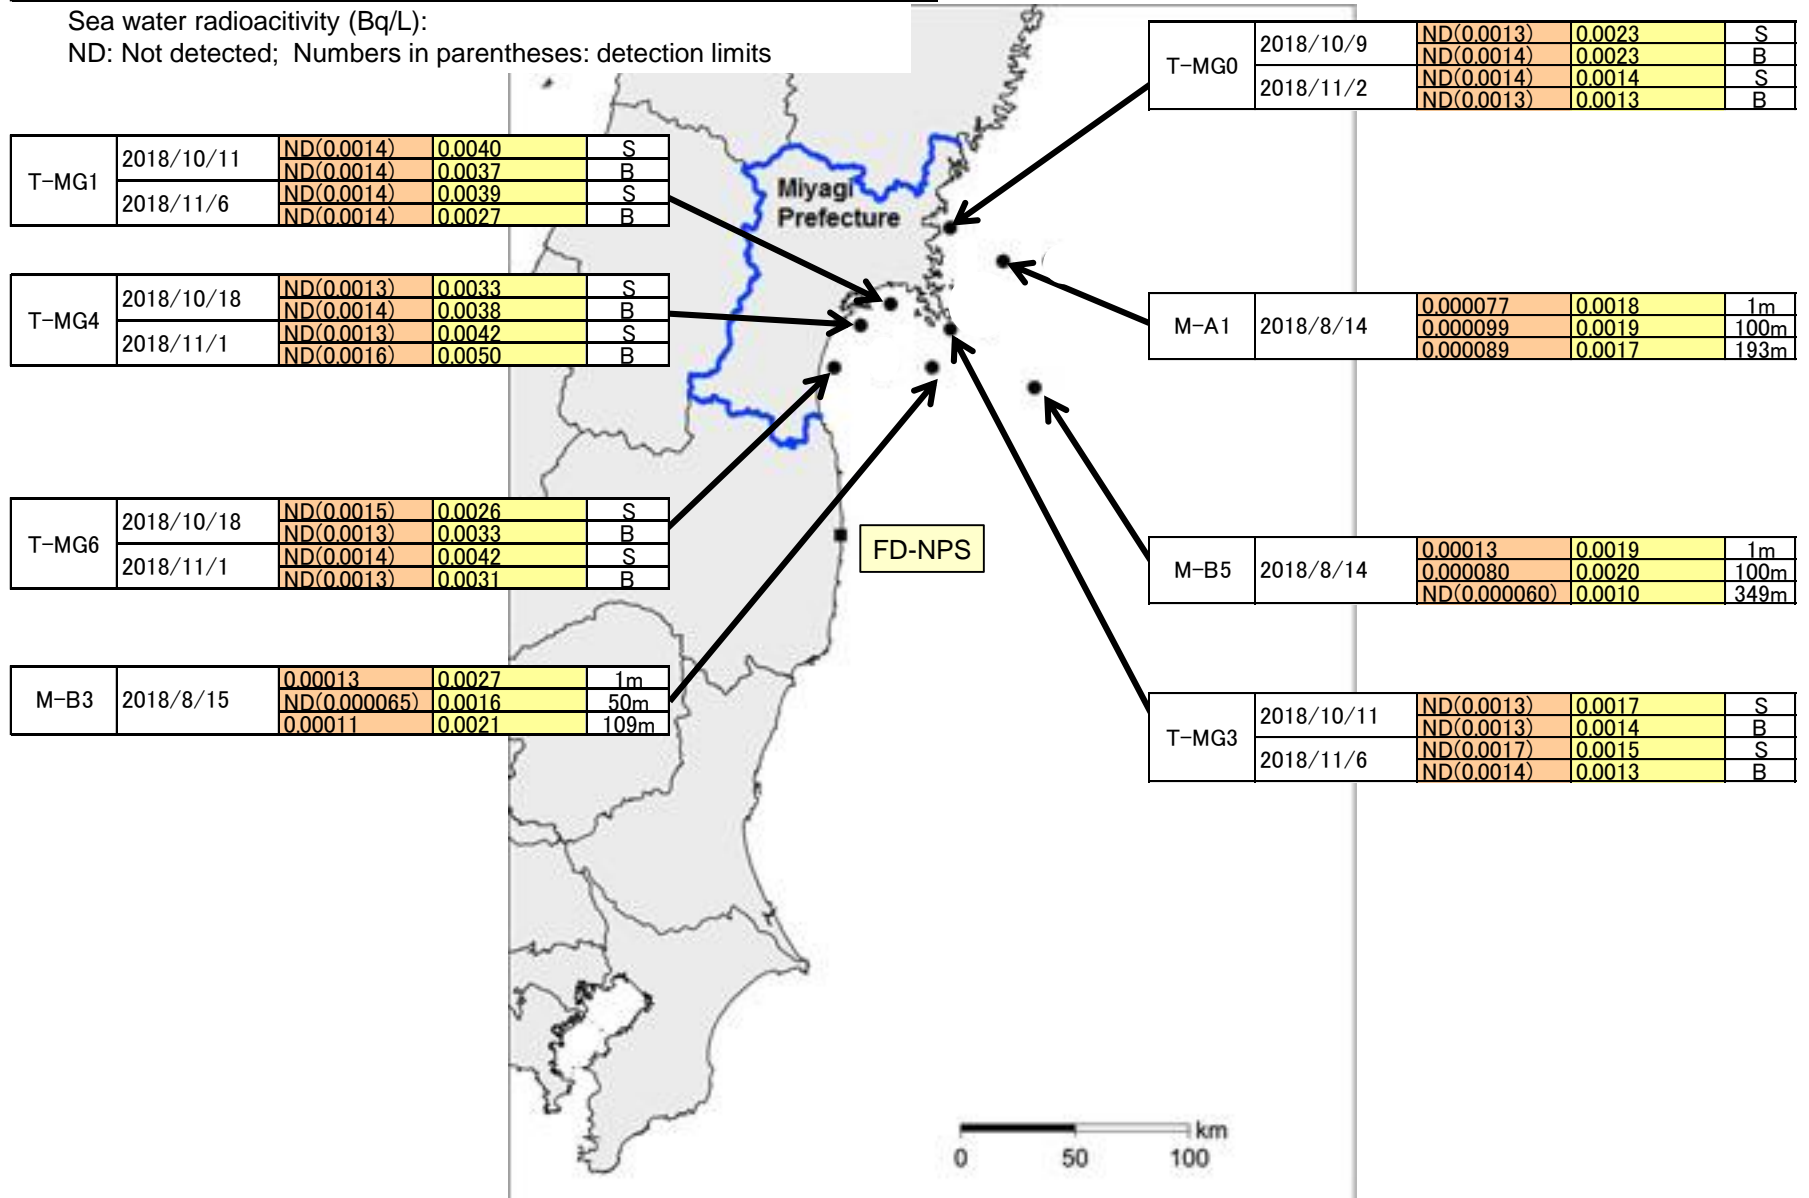 Sea water radioacitivity (Bq/L):
ND: Not detected; Numbers in parentheses: detection limits
T-MG0
2018/10/9
ND(0.0013) 0.0023 S
ND(0.0014) 0.0023 B
2018/11/2
ND(0.0014) 0.0014 S
ND(0.0013) 0.0013 B
T-MG1
2018/10/11
ND(0.0014) 0.0040 S
ND(0.0014) 0.0037 B
2018/11/6
ND(0.0014) 0.0039 S
ND(0.0014) 0.0027 B
Miyagi
Prefecture
T-MG4
2018/10/18
ND(0.0013) 0.0033 S
ND(0.0014) 0.0038 B
2018/11/1
ND(0.0013) 0.0042 S
ND(0.0016) 0.0050 B
M-A1
2018/8/14
0.000077 0.0018 1m
0.000099 0.0019 100m
0.000089 0.0017 193m
T-MG6
2018/10/18
ND(0.0015) 0.0026 S
ND(0.0013) 0.0033 B
2018/11/1
ND(0.0014) 0.0042 S
ND(0.0013) 0.0031 B
FD-NPS
M-B5
2018/8/14
0.00013 0.0019 1m
0.000080 0.0020 100m
ND(0.000060) 0.0010 349m
M-B3
2018/8/15
0.00013 0.0027 1m
ND(0.000065) 0.0016 50m
0.00011 0.0021 109m
T-MG3
2018/10/11
ND(0.0013) 0.0017 S
ND(0.0013) 0.0014 B
2018/11/6
ND(0.0017) 0.0015 S
ND(0.0014) 0.0013 B
km
0 50 100